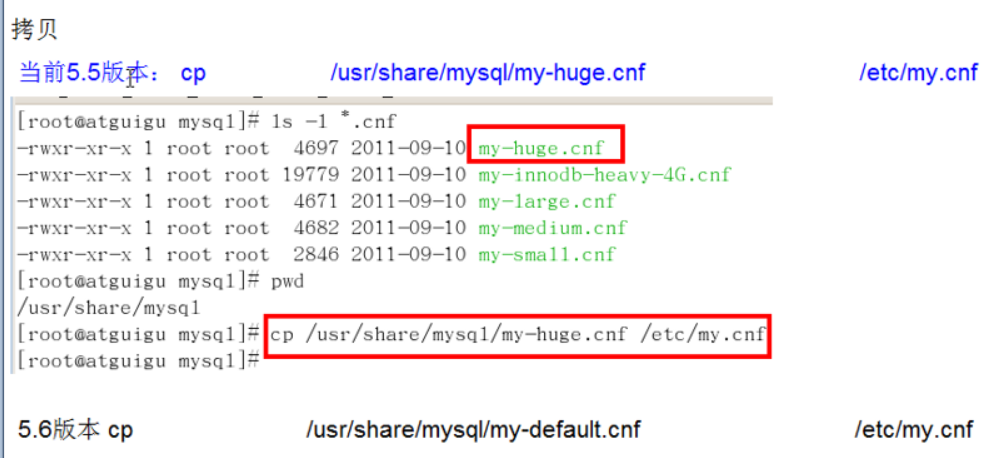 拷贝
当前5.5版本： cp /usr/share/mysql/my-huge.cnf /etc/my.cnf
[root@atguigu mysql]# ls -l *.cnf
-rwxr-xr-x 1 root root 4697 2011-09-10 my-huge.cnf
-rwxr-xr-x 1 root root 19779 2011-09-10 my-innodb-heavy-4G.cnf
-rwxr-xr-x 1 root root 4671 2011-09-10 my-large.cnf
-rwxr-xr-x 1 root root 4682 2011-09-10 my-medium.cnf
-rwxr-xr-x 1 root root 2846 2011-09-10 my-small.cnf
[root@atguigu mysql]# pwd
/usr/share/mysql
[root@atguigu mysql]# cp /usr/share/mysql/my-huge.cnf /etc/my.cnf
[root@atguigu mysql]#
5.6版本 cp /usr/share/mysql/my-default.cnf /etc/my.cnf